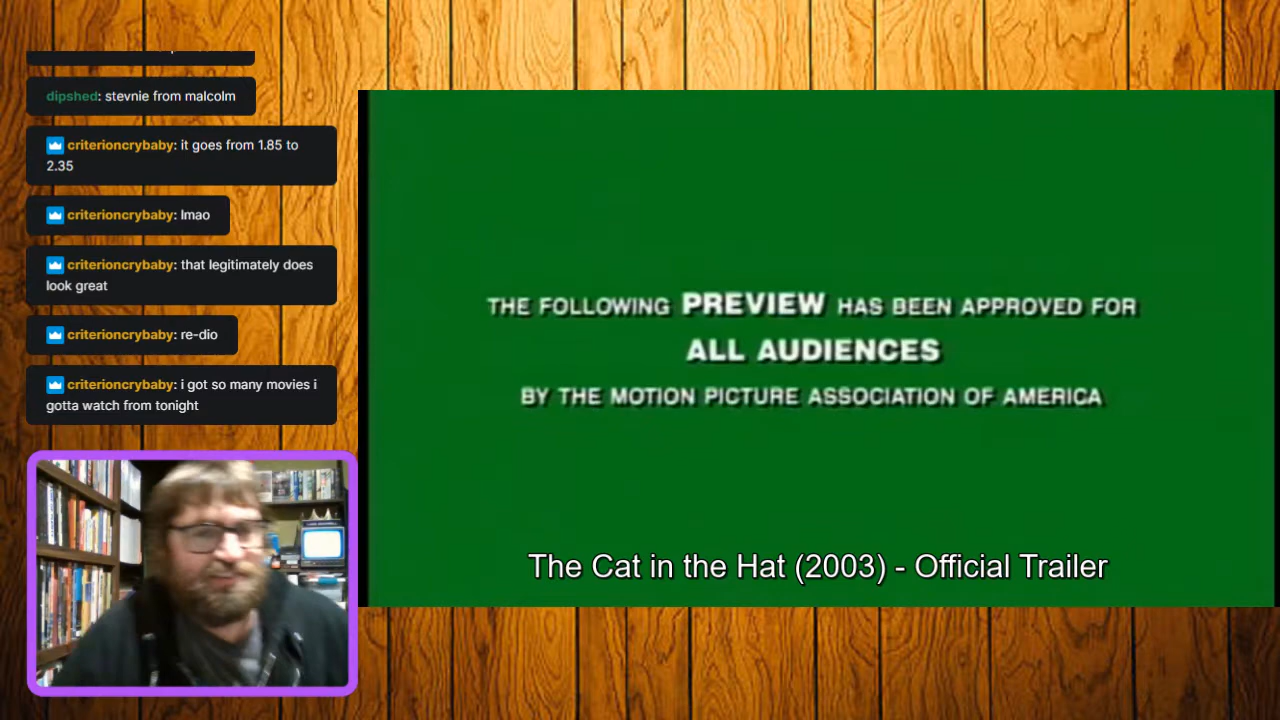 dipshed: stevnie from malcolm
criterioncrybaby: it goes from 1.85 to
2.35
criterioncrybaby: lmao
criterioncrybaby: that legitimately does
look great
criterioncrybaby: re-dio
criterioncrybaby: i got so many movies i
gotta watch from tonight
THE FOLLOWING PREVIEW HAS BEEN APPROVED FOR
ALL AUDIENCES
BY THE MOTION PICTURE ASSOCIATION OF AMERICA
The Cat in the Hat (2003) - Official Trailer